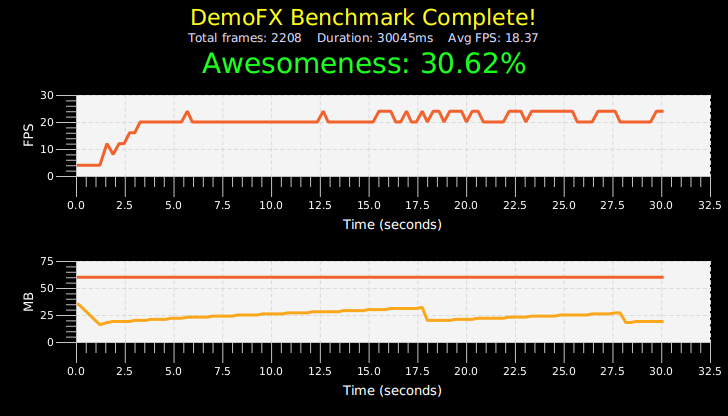 DemoFX Benchmark Complete!
Total frames: 2208 Duration: 30045ms Avg FPS: 18.37
Awesomeness: 30.62%
30
20
10
0
FPS
0.0 2.5 5.0 7.5 10.0 12.5 15.0 17.5 20.0 22.5 25.0 27.5 30.0 32.5
Time (seconds)
75
50
25
0
MB
0.0 2.5 5.0 7.5 10.0 12.5 15.0 17.5 20.0 22.5 25.0 27.5 30.0 32.5
Time (seconds)